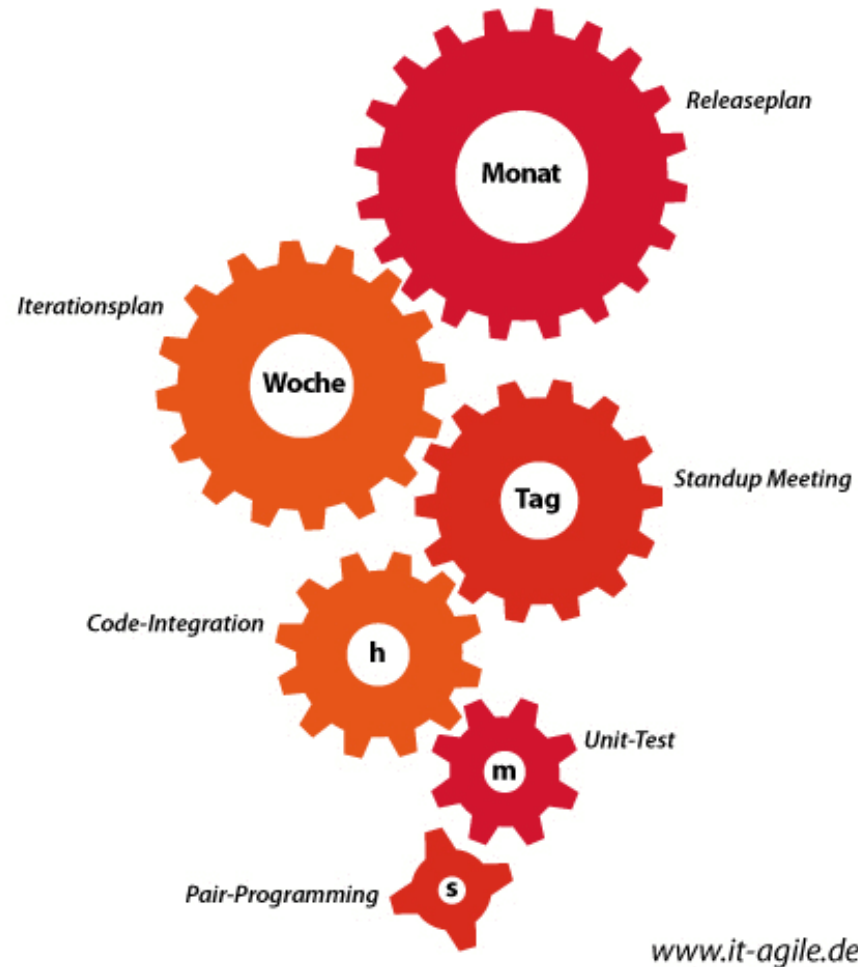 Releaseplan
Monat
Iterationsplan
Woche
Standup Meeting
Tag
Code-Integration
h
Unit-Test
m
Pair-Programming
s
www.it-agile.de